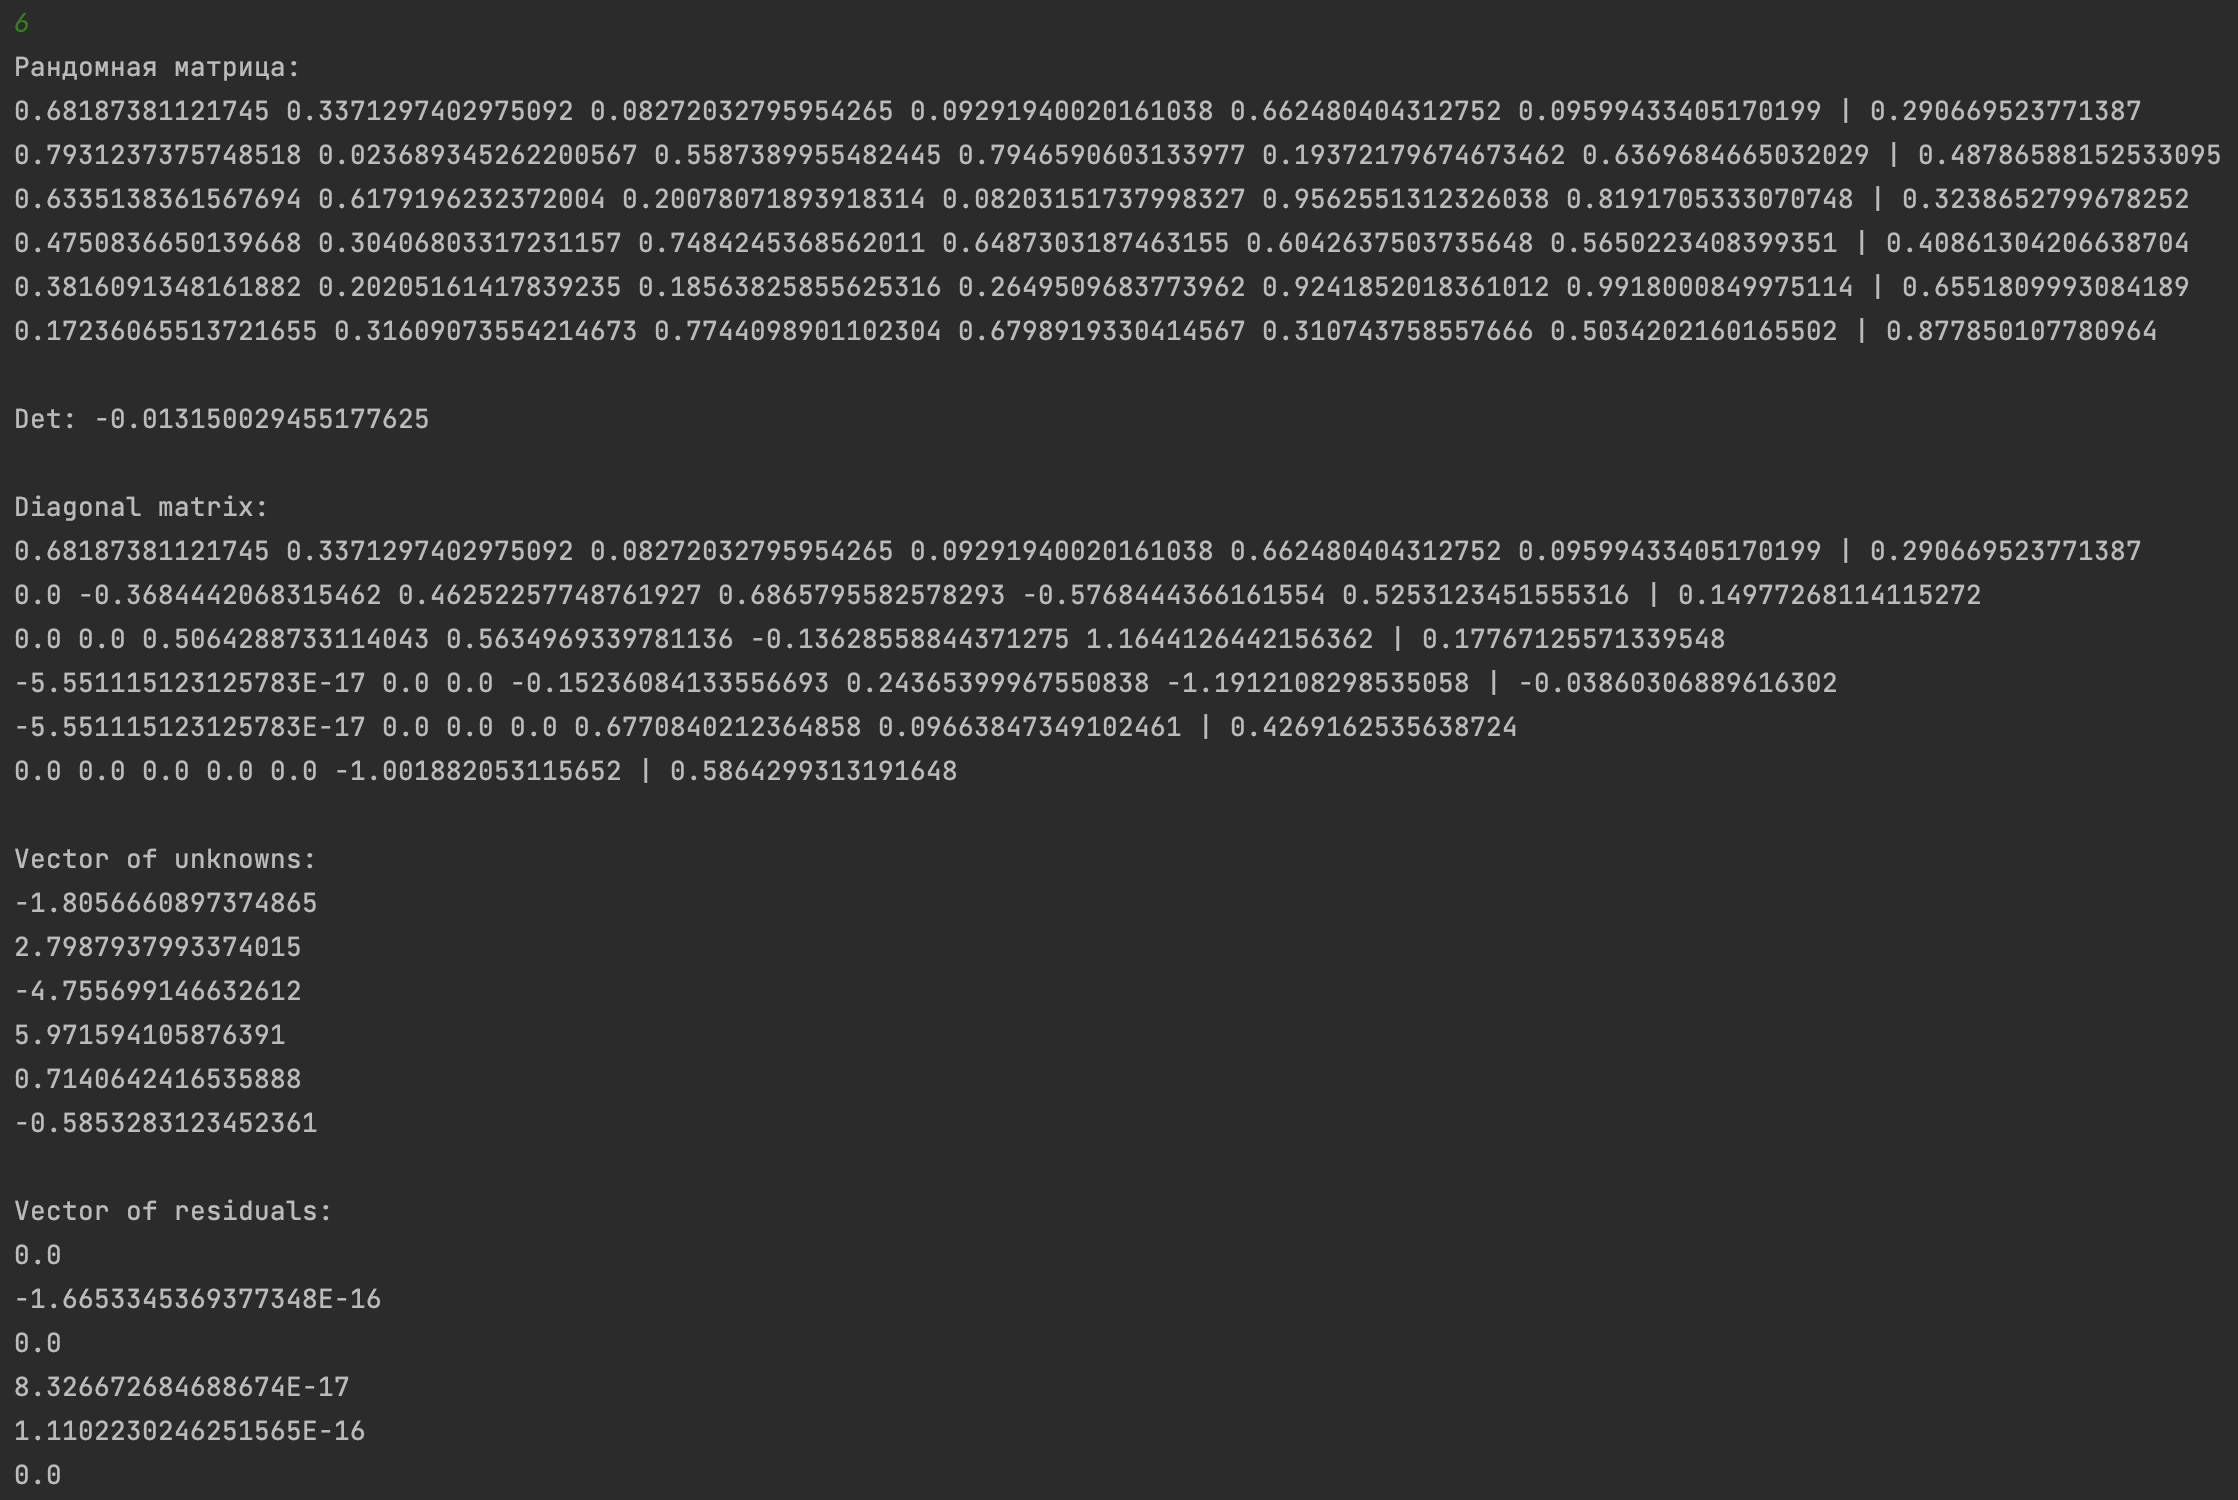 6
Рандомная матрица:
0.68187381121745 0.3371297402975092 0.08272032795954265 0.09291940020161038 0.662480404312752 0.09599433405170199 | 0.290669523771387
0.7931237375748518 0.023689345262200567 0.5587389955482445 0.7946590603133977 0.19372179674673462 0.6369684665032029 | 0.48786588152533095
0.6335138361567694 0.6179196232372004 0.20078071893918314 0.08203151737998327 0.9562551312326038 0.8191705333070748 | 0.3238652799678252
0.4750836650139668 0.30406803317231157 0.7484245368562011 0.6487303187463155 0.6042637503735648 0.5650223408399351 | 0.40861304206638704
0.3816091348161882 0.20205161417839235 0.18563825855625316 0.2649509683773962 0.9241852018361012 0.9918000849975114 | 0.6551809993084189
0.17236065513721655 0.31609073554214673 0.7744098901102304 0.6798919330414567 0.310743758557666 0.5034202160165502 | 0.877850107780964
Det: -0.013150029455177625
Diagonal matrix:
0.68187381121745 0.3371297402975092 0.08272032795954265 0.09291940020161038 0.662480404312752 0.09599433405170199 | 0.290669523771387
0.0 -0.3684442068315462 0.46252257748761927 0.6865795582578293 -0.5768444366161554 0.5253123451555316 | 0.14977268114115272
0.0 0.0 0.5064288733114043 0.5634969339781136 -0.13628558844371275 1.1644126442156362 | 0.17767125571339548
-5.551115123125783E-17 0.0 0.0 -0.15236084133556693 0.24365399967550838 -1.1912108298535058 | -0.03860306889616302
-5.551115123125783E-17 0.0 0.0 0.0 0.6770840212364858 0.09663847349102461 | 0.4269162535638724
0.0 0.0 0.0 0.0 0.0 -1.001882053115652 | 0.5864299313191648
Vector of unknowns:
-1.8056660897374865
2.7987937993374015
-4.755699146632612
5.971594105876391
0.7140642416535888
-0.5853283123452361
Vector of residuals:
0.0
-1.6653345369377348E-16
0.0
8.326672684688674E-17
1.1102230246251565E-16
0.0